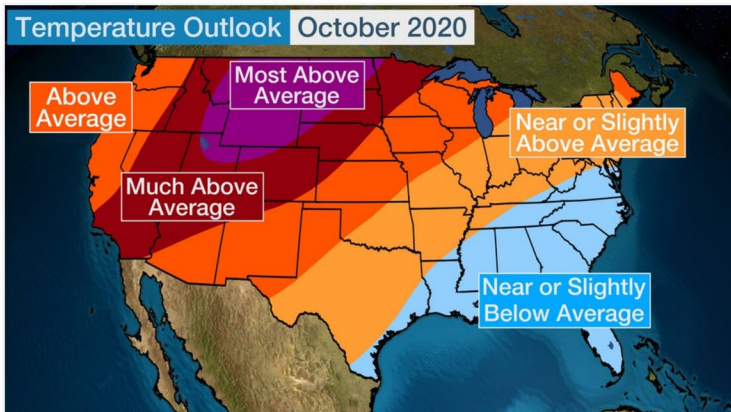 Temperature Outlook October 2020
Most Above
Average
Above
Average
Near or Slightly
Above Average
Much Above
Average
Near or Slightly
Below Average